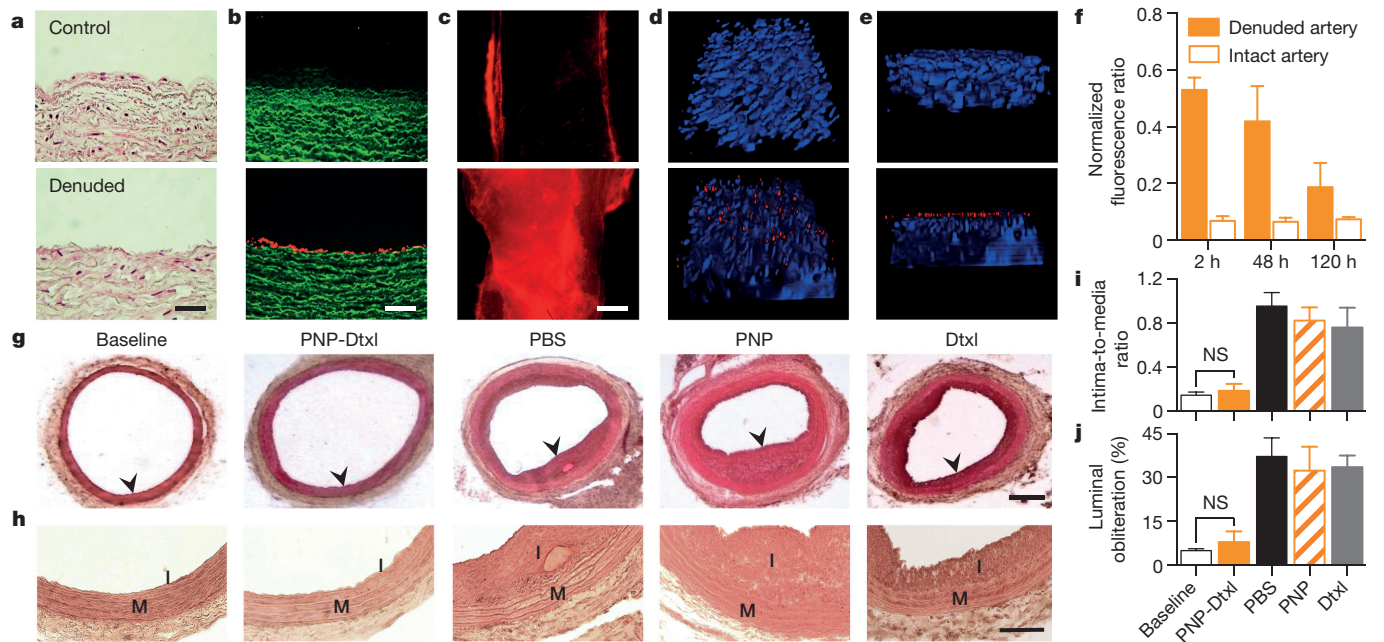 a
Control
Denuded
b
c
d
e
f
Normalized
fluorescence ratio
0.8
0.6
0.4
0.2
0
Denuded artery
Intact artery
2 h
48 h
120 h
g
Baseline
PNP-Dtxl
PBS
PNP
Dtxl
h
I
M
I
M
I
M
I
M
I
M
i
Intima-to-media
ratio
1.2
0.8
0.4
0
NS
j
Luminal
obliteration (%)
45
30
15
0
NS
Baseline
PNP-Dtxl
PBS
PNP
Dtxl